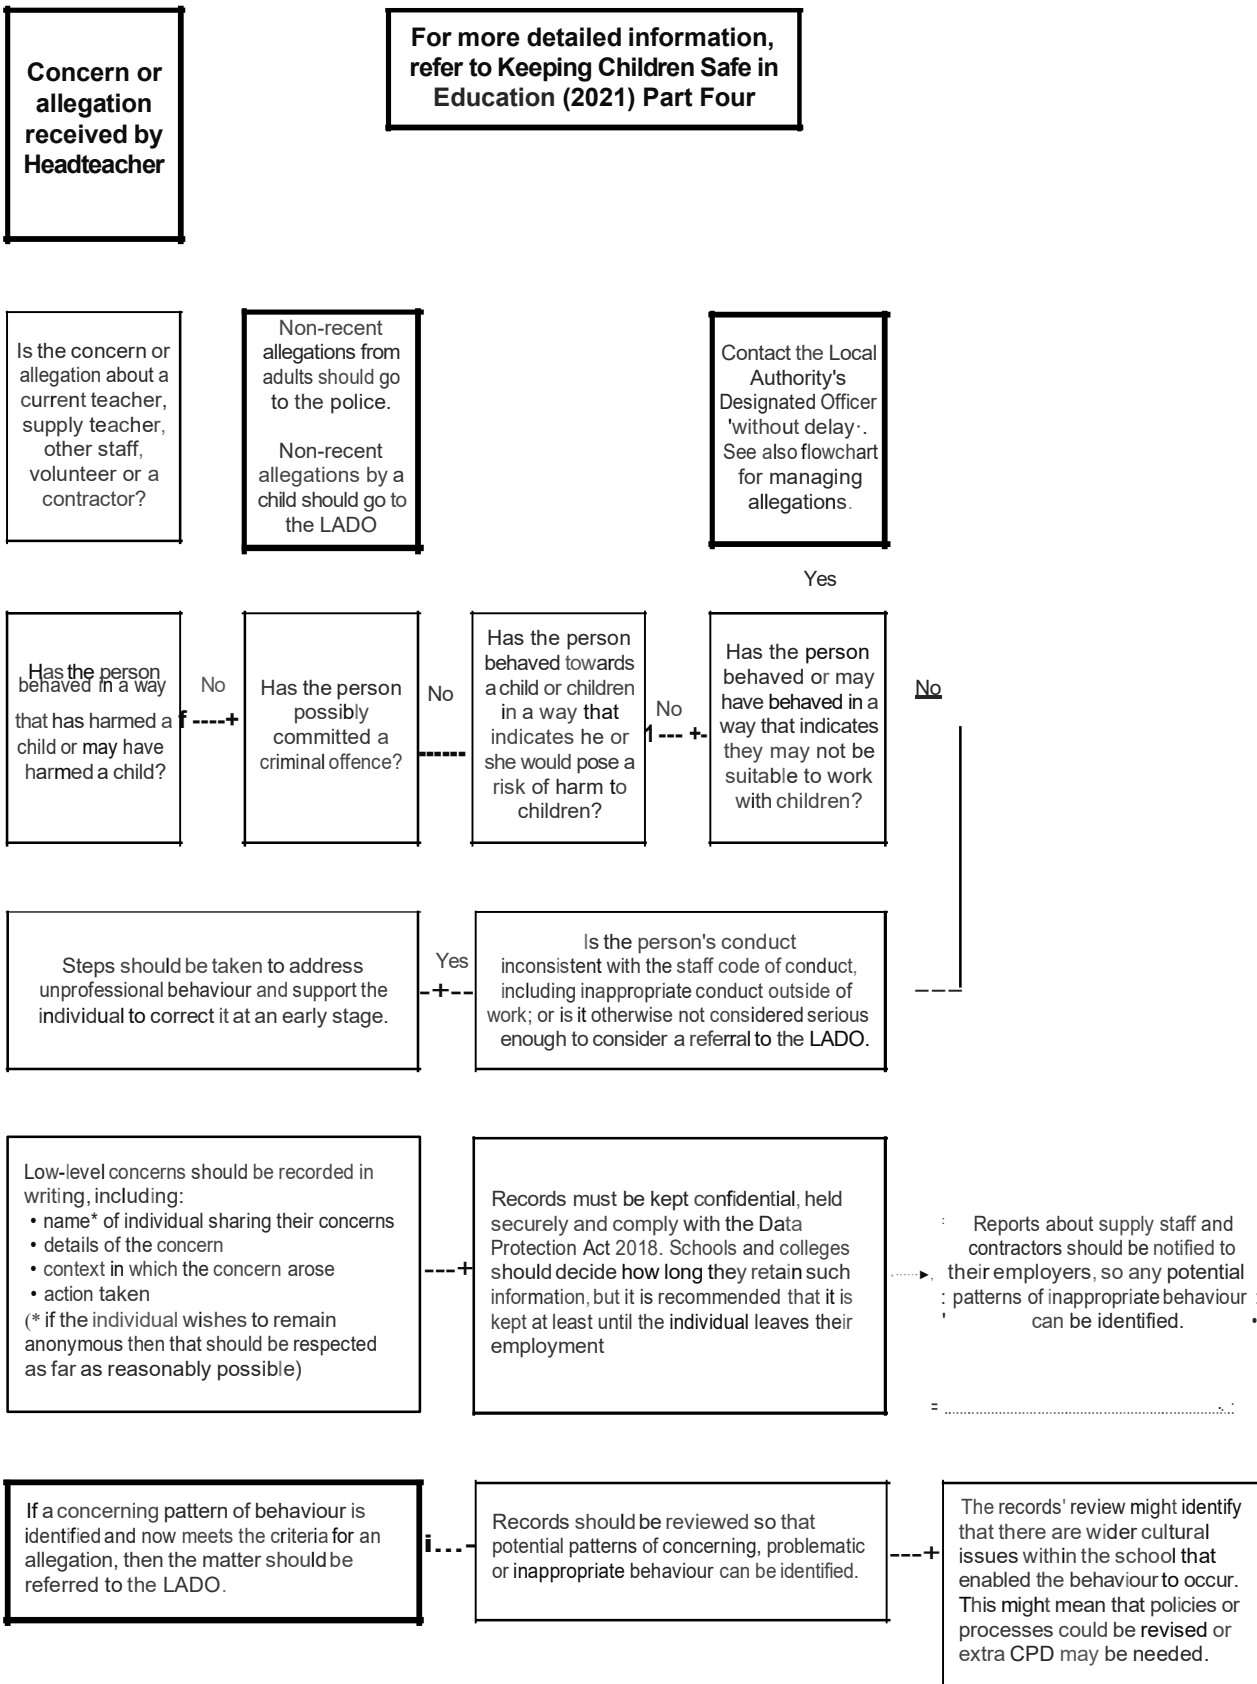 Concern or
allegation
received by
Headteacher
For more detailed information,
refer to Keeping Children Safe in
Education (2021) Part Four
Is the concern or
allegation about a
current teacher,
supply teacher,
other staff,
volunteer or a
contractor?
Non-recent
allegations from
adults should go
to the police.
Non-recent
allegations by a
child should go to
the LADO
Contact the Local
Authority's
Designated Officer
'without delay·.
See also flowchart
for managing
allegations.
Yes
Has the person
behaved in a way
that has harmed a
child or may have
harmed a child?
No
f ----+
Has the person
possibly
committed a
criminal offence?
No
------
Has the person
behaved towards
a child or children
in a way that
indicates he or
she would pose a
risk of harm to
children?
No
1--- +-
Has the person
behaved or may
have behaved in a
way that indicates
they may not be
suitable to work
with children?
No
Steps should be taken to address
unprofessional behaviour and support the
individual to correct it at an early stage.
Yes
-+--
Is the person's conduct
inconsistent with the staff code of conduct,
including inappropriate conduct outside of
work; or is it otherwise not considered serious
enough to consider a referral to the LADO.
___
Low-level concerns should be recorded in
writing, including:
• name* of individual sharing their concerns
• details of the concern
• context in which the concern arose
• action taken
(* if the individual wishes to remain
anonymous then that should be respected
as far as reasonably possible)
---+
Records must be kept confidential, held
securely and comply with the Data
Protection Act 2018. Schools and colleges
should decide how long they retain such
information, but it is recommended that it is
kept at least until the individual leaves their
employment
Reports about supply staff and
contractors should be notified to
their employers, so any potential
patterns of inappropriate behaviour
can be identified.
If a concerning pattern of behaviour is
identified and now meets the criteria for an
allegation, then the matter should be
referred to the LADO.
i....-
Records should be reviewed so that
potential patterns of concerning, problematic
or inappropriate behaviour can be identified.
---+
The records' review might identify
that there are wider cultural
issues within the school that
enabled the behaviour to occur.
This might mean that policies or
processes could be revised or
extra CPD may be needed.